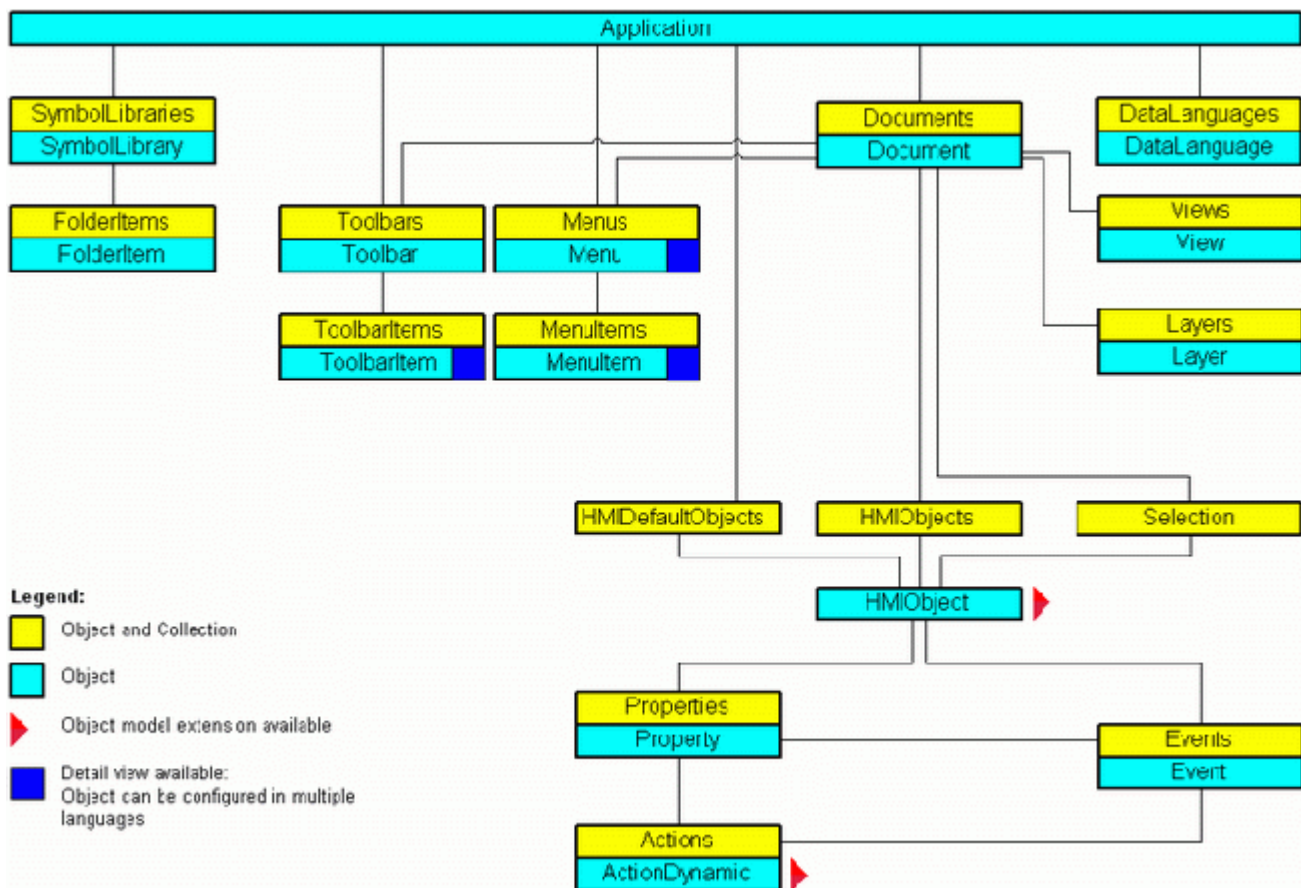 Application
SymbolLibraries
SymbolLibrary
Documents
Document
DataLanguages
DataLanguage
FolderItems
FolderItem
Toolbars
Toolbar
Menus
Menu
Views
View
ToolbarItems
ToolbarItem
MenuItems
MenuItem
Layers
Layer
HMIDefaultObjects
HMIObjects
Selection
HMIObject
Legend:
Object and Collection
Object
Object model extension available
Detail view available:
Object can be configured in multiple
languages
Properties
Property
Events
Event
Actions
ActionDynamic